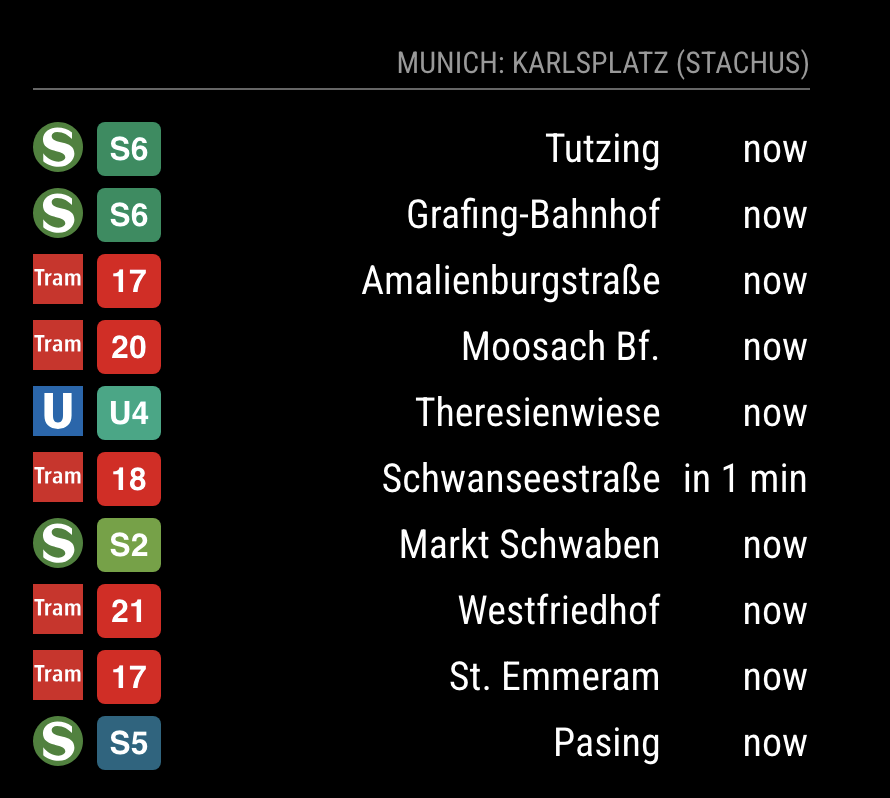 MUNICH: KARLSPLATZ (STACHUS)
S S6 Tutzing now
S S6 Grafing-Bahnhof now
Tram 17 Amalienburgstraße now
Tram 20 Moosach Bf. now
U U4 Theresienwiese now
Tram 18 Schwanseestraße in 1 min
S S2 Markt Schwaben now
Tram 21 Westfriedhof now
Tram 17 St. Emmeram now
S S5 Pasing now